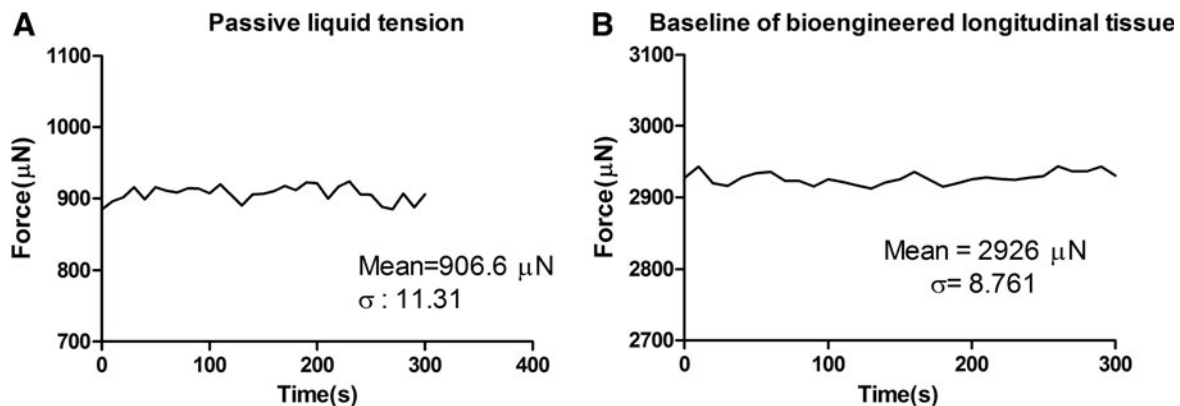 A Passive liquid tension
1100
1000
900
800
700
Force(μN)
0 100 200 300 400
Time(s)
Mean=906.6 μN
σ : 11.31
B Baseline of bioengineered longitudinal tissue
3100
3000
2900
2800
2700
Force(μN)
0 100 200 300
Time(s)
Mean = 2926 μN
σ= 8.761